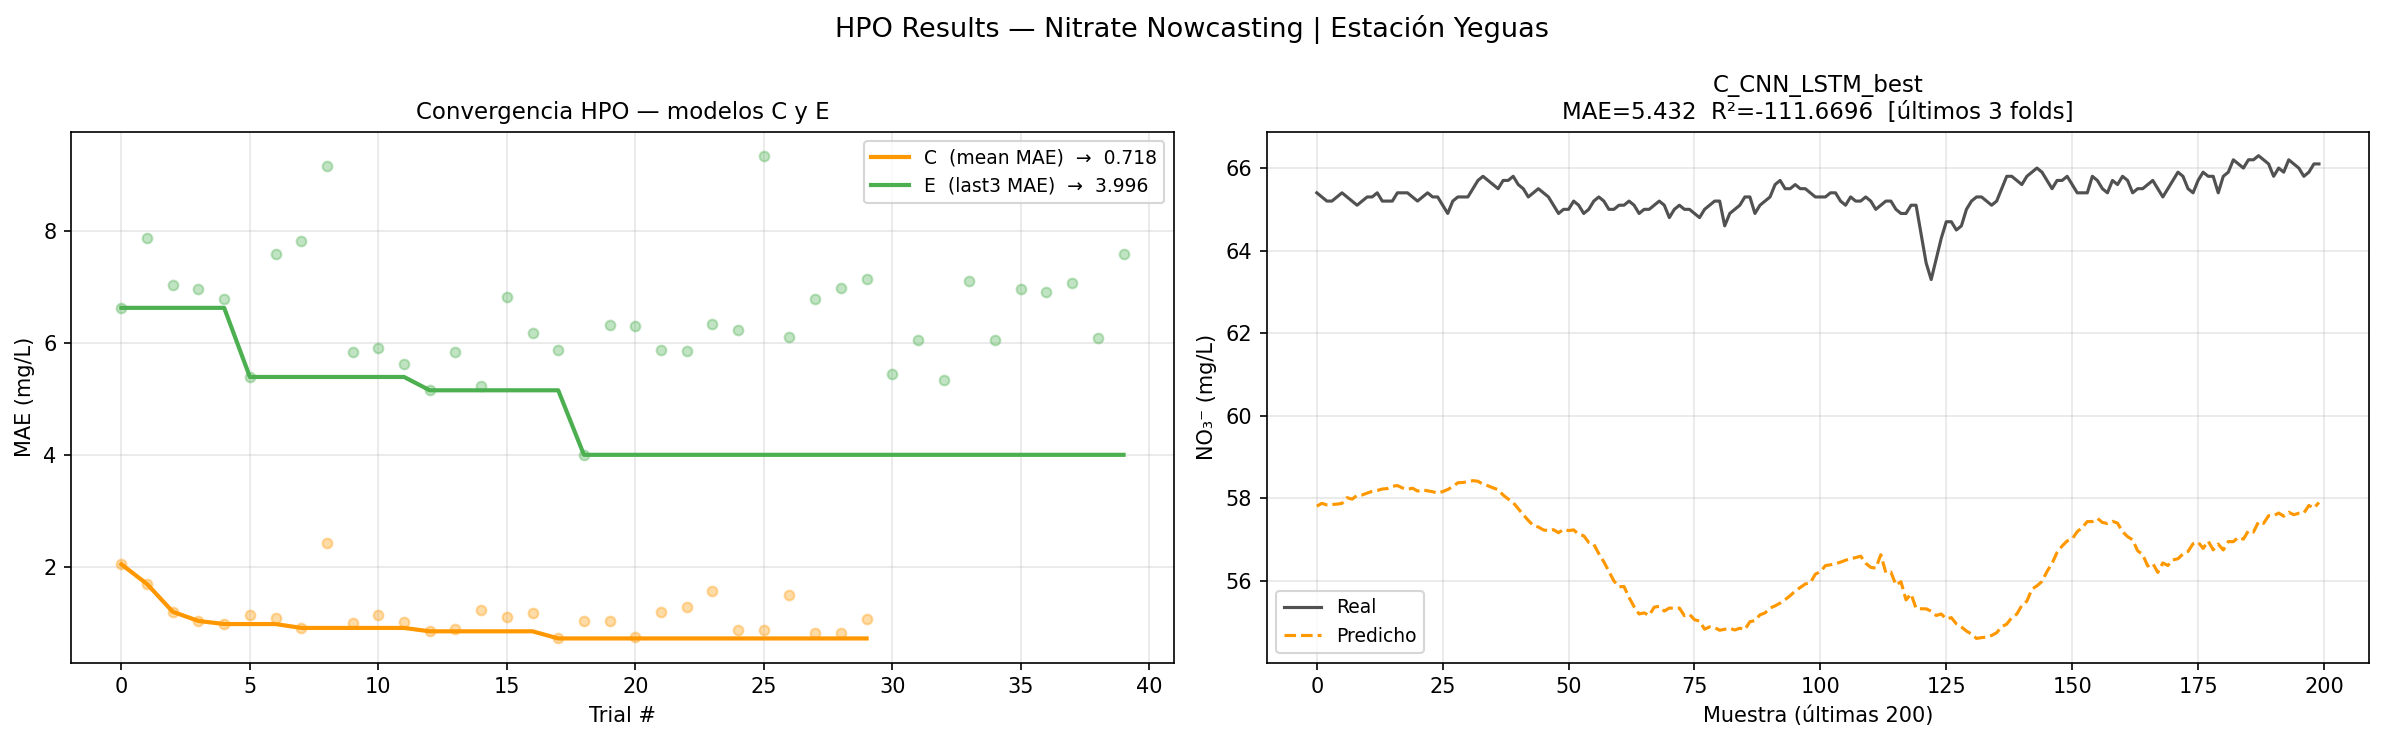 HPO Results — Nitrate Nowcasting | Estación Yeguas
Convergencia HPO — modelos C y E
C (mean MAE) → 0.718
E (last3 MAE) → 3.996
MAE (mg/L)
8
6
4
2
0 5 10 15 20 25 30 35 40
Trial #
C_CNN_LSTM_best
MAE=5.432 R²=-111.6696 [últimos 3 folds]
NO₃⁻ (mg/L)
66
64
62
60
58
56
Real
Predicho
0 25 50 75 100 125 150 175 200
Muestra (últimas 200)